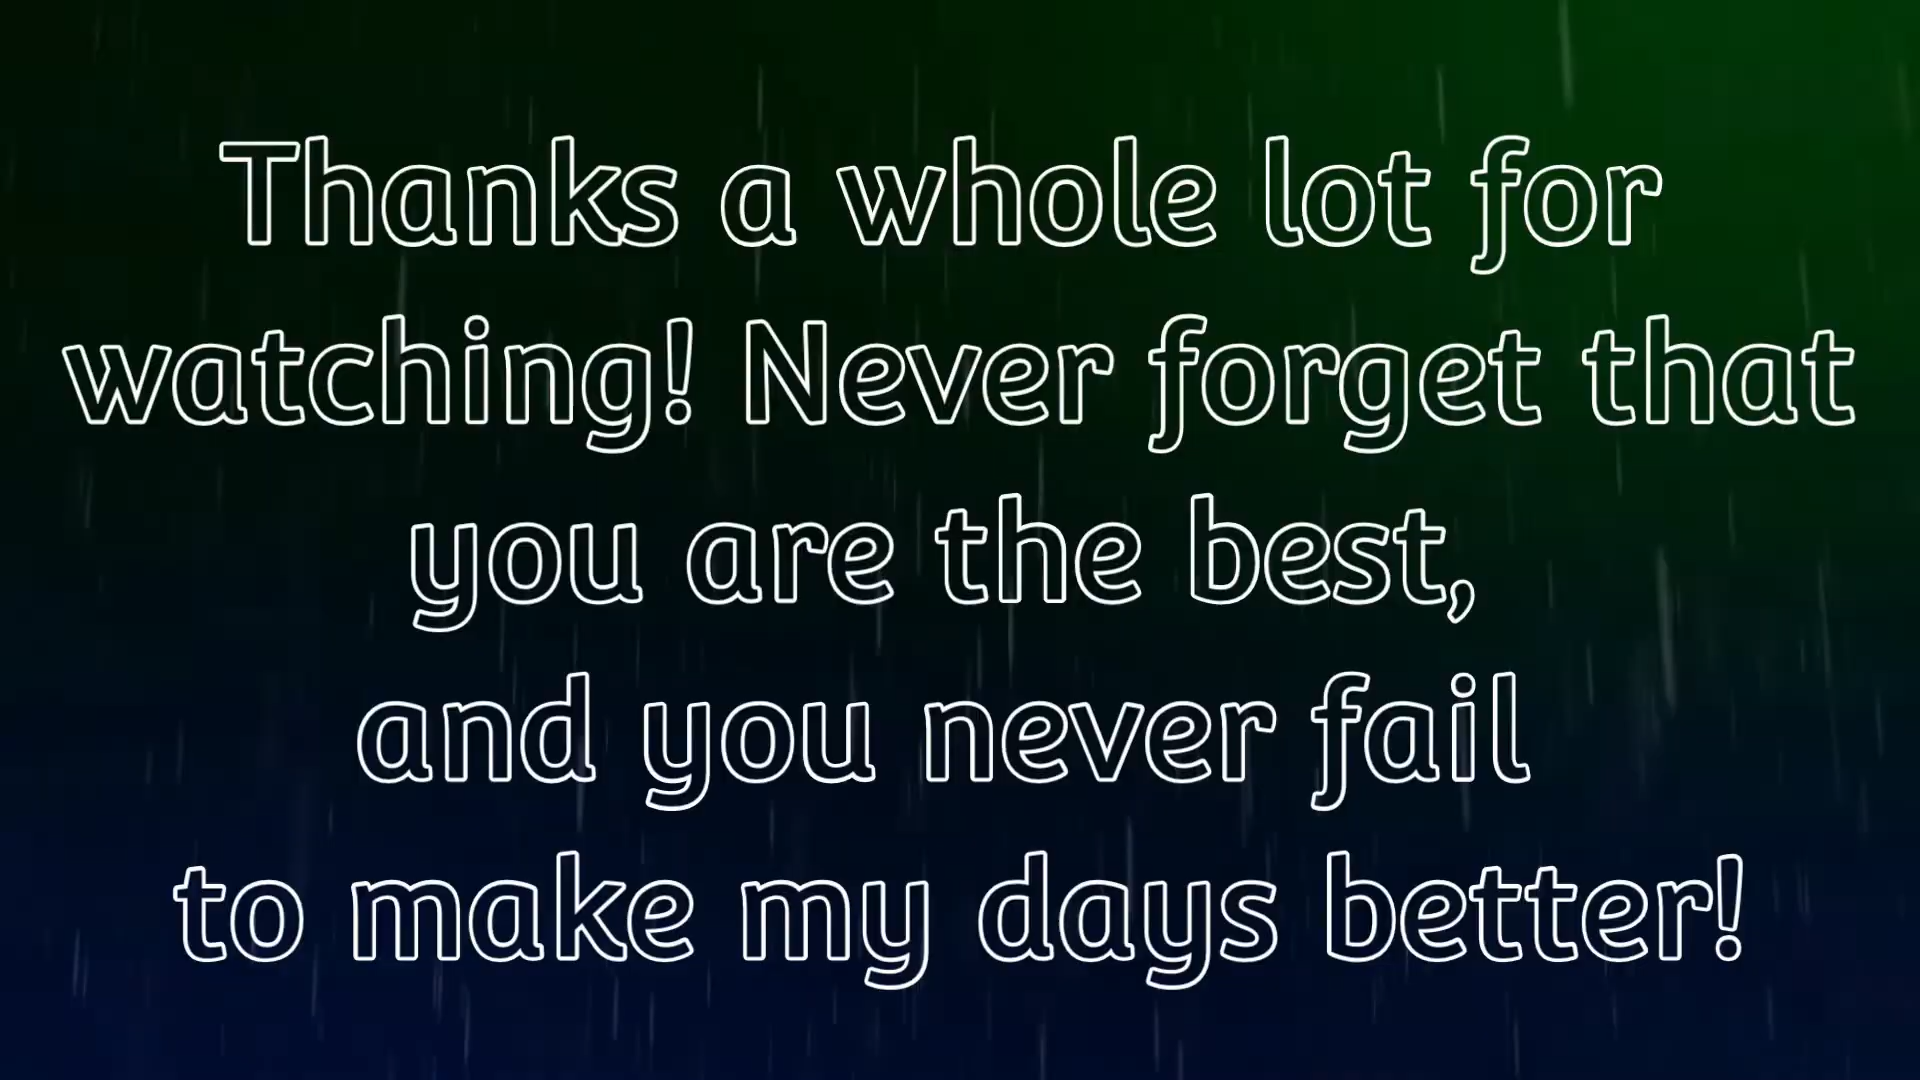 Thanks a whole lot for
watching! Never forget that
you are the best,
and you never fail
to make my days better!